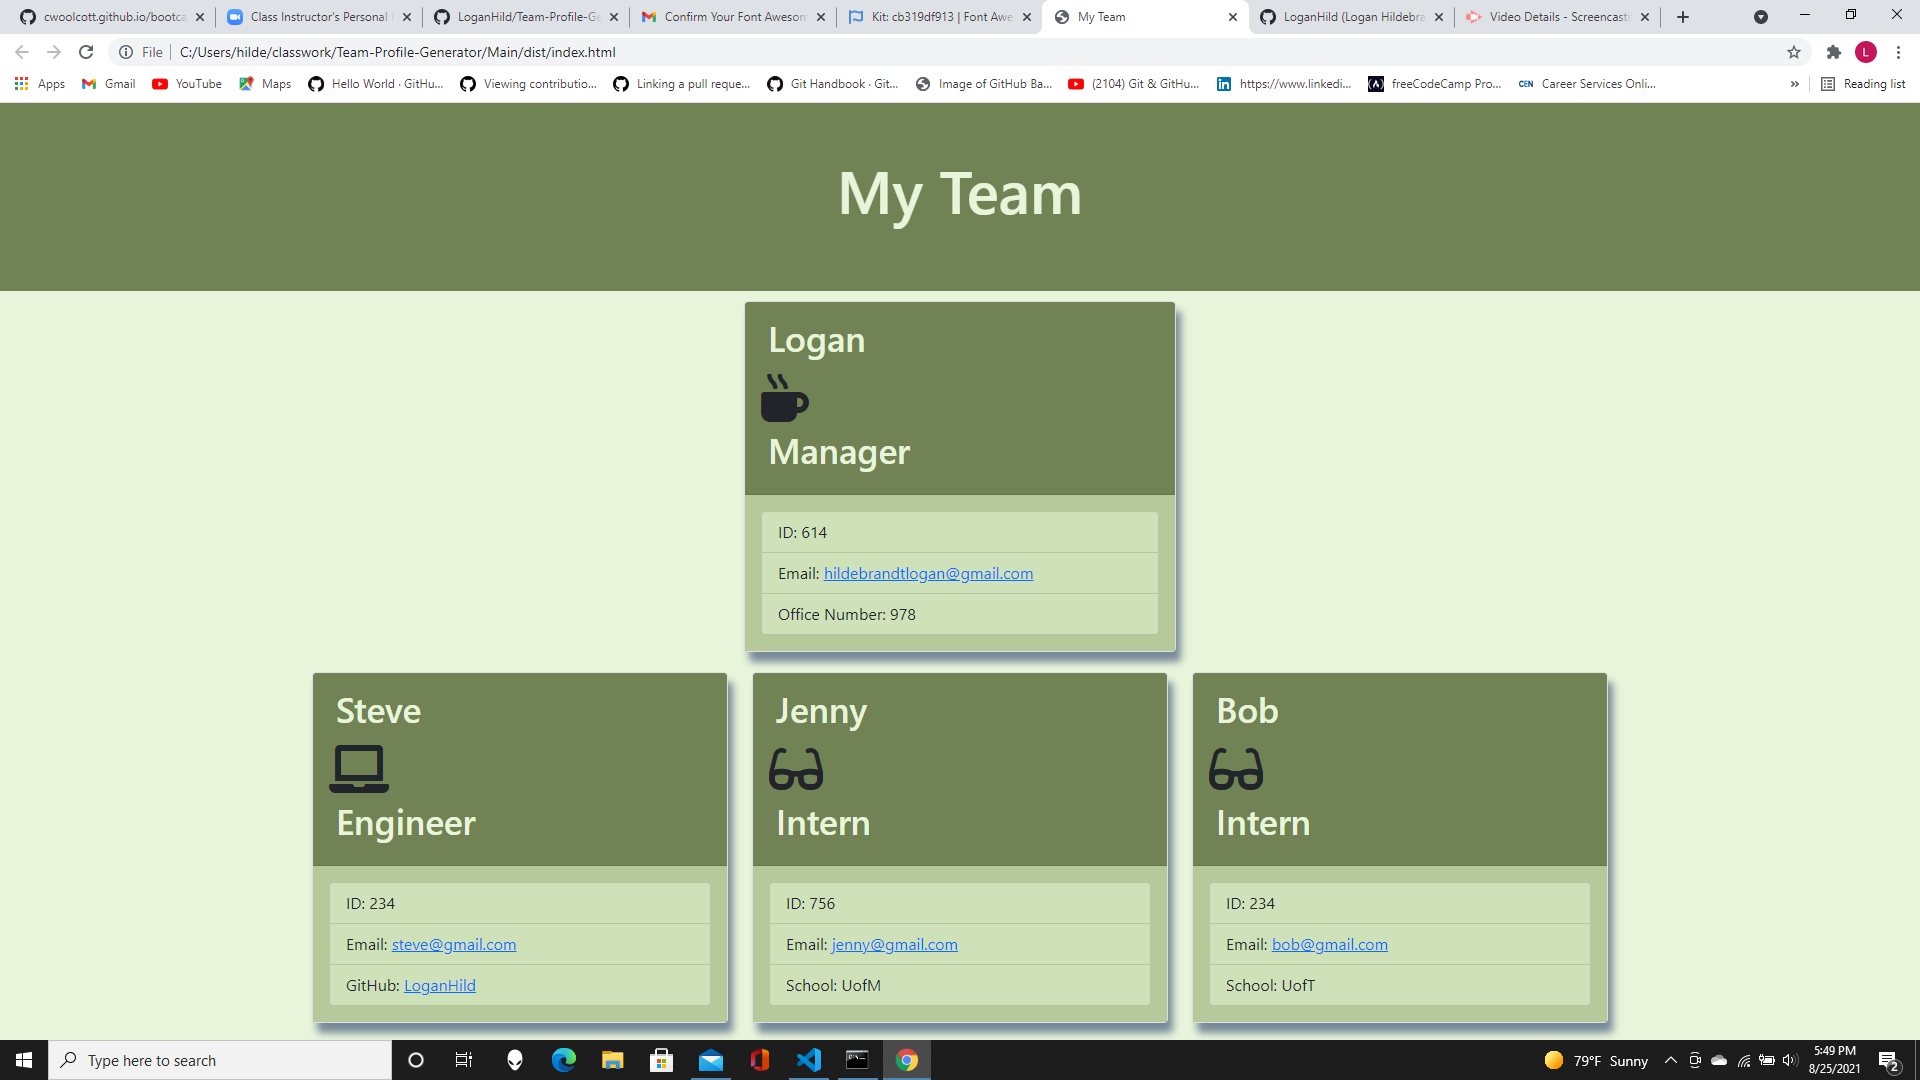 cwoolcott.github.io/bootca
Class Instructor's Personal
LoganHild/Team-Profile-Ge
Confirm Your Font Awesom
Kit: cb319df913 | Font Awe
My Team
LoganHild (Logan Hildebra
Video Details - Screencasti
File
C:/Users/hilde/classwork/Team-Profile-Generator/Main/dist/index.html
L
Apps
Gmail
YouTube
Maps
Hello World · GitHu...
Viewing contributio...
Linking a pull reque...
Git Handbook · Git...
Image of GitHub Ba...
(2104) Git & GitHu...
https://www.linkedi...
freeCodeCamp Pro...
CEN
Career Services Onli...
»
Reading list
My Team
Logan
Manager
ID: 614
Email: hildebrandtlogan@gmail.com
Office Number: 978
Steve
Engineer
ID: 234
Email: steve@gmail.com
GitHub: LoganHild
Jenny
Intern
ID: 756
Email: jenny@gmail.com
School: UofM
Bob
Intern
ID: 234
Email: bob@gmail.com
School: UofT
Type here to search
79°F Sunny
5:49 PM
8/25/2021
2